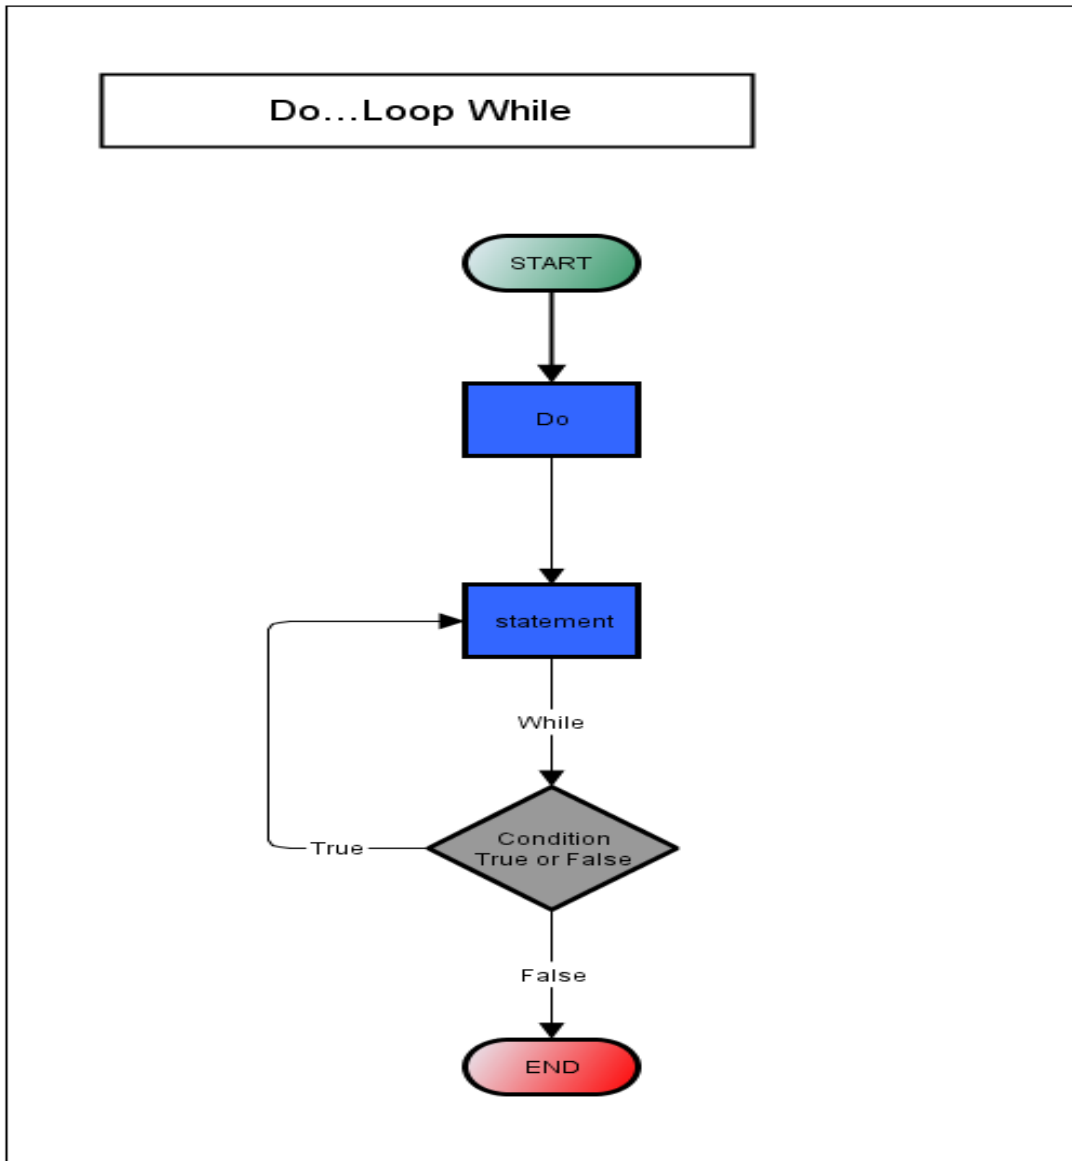 Do...Loop While
START
Do
statement
While
Condition
True or False
True
False
END